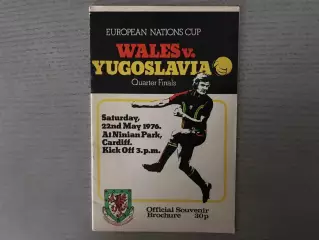 EUROPEAN NATIONS CUP
WALES v.
YUGOSLAVIA
Quarter Finals
Saturday,
22nd May 1976.
At Ninian Park,
Cardiff.
Kick Off 3.p.m.
Official Souvenir
Brochure 30p